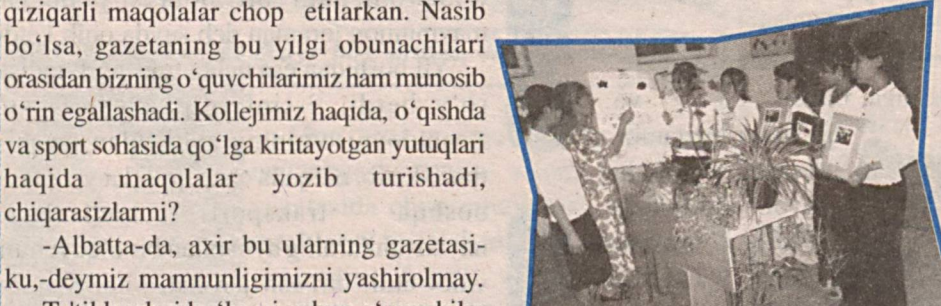 qiziqarli maqolalar chop etilarkan. Nasib
bo‘lsa, gazetaning bu yilgi obunachilari
orasidan bizning o‘quvchilarimiz ham munosib
o‘rin egallashadi. Kollejimiz haqida, o‘qishda
va sport sohasida qo‘lga kiritayotgan yutuqlari
haqida maqolalar yozib turishadi,
chiqarasizlarmi?
-Albatta-da, axir bu ularning gazetasi-
ku,-deymiz mamnunligimizni yashirolmay.